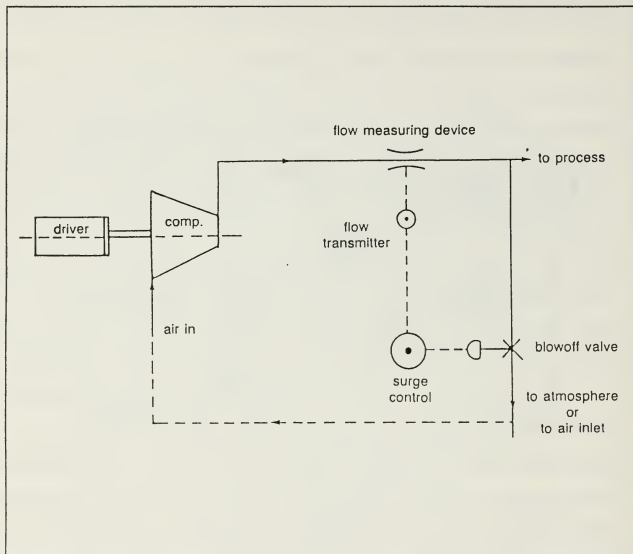 flow measuring device
to process
driver
comp.
flow
transmitter
air in
blowoff valve
surge
control
to atmosphere
or
to air inlet